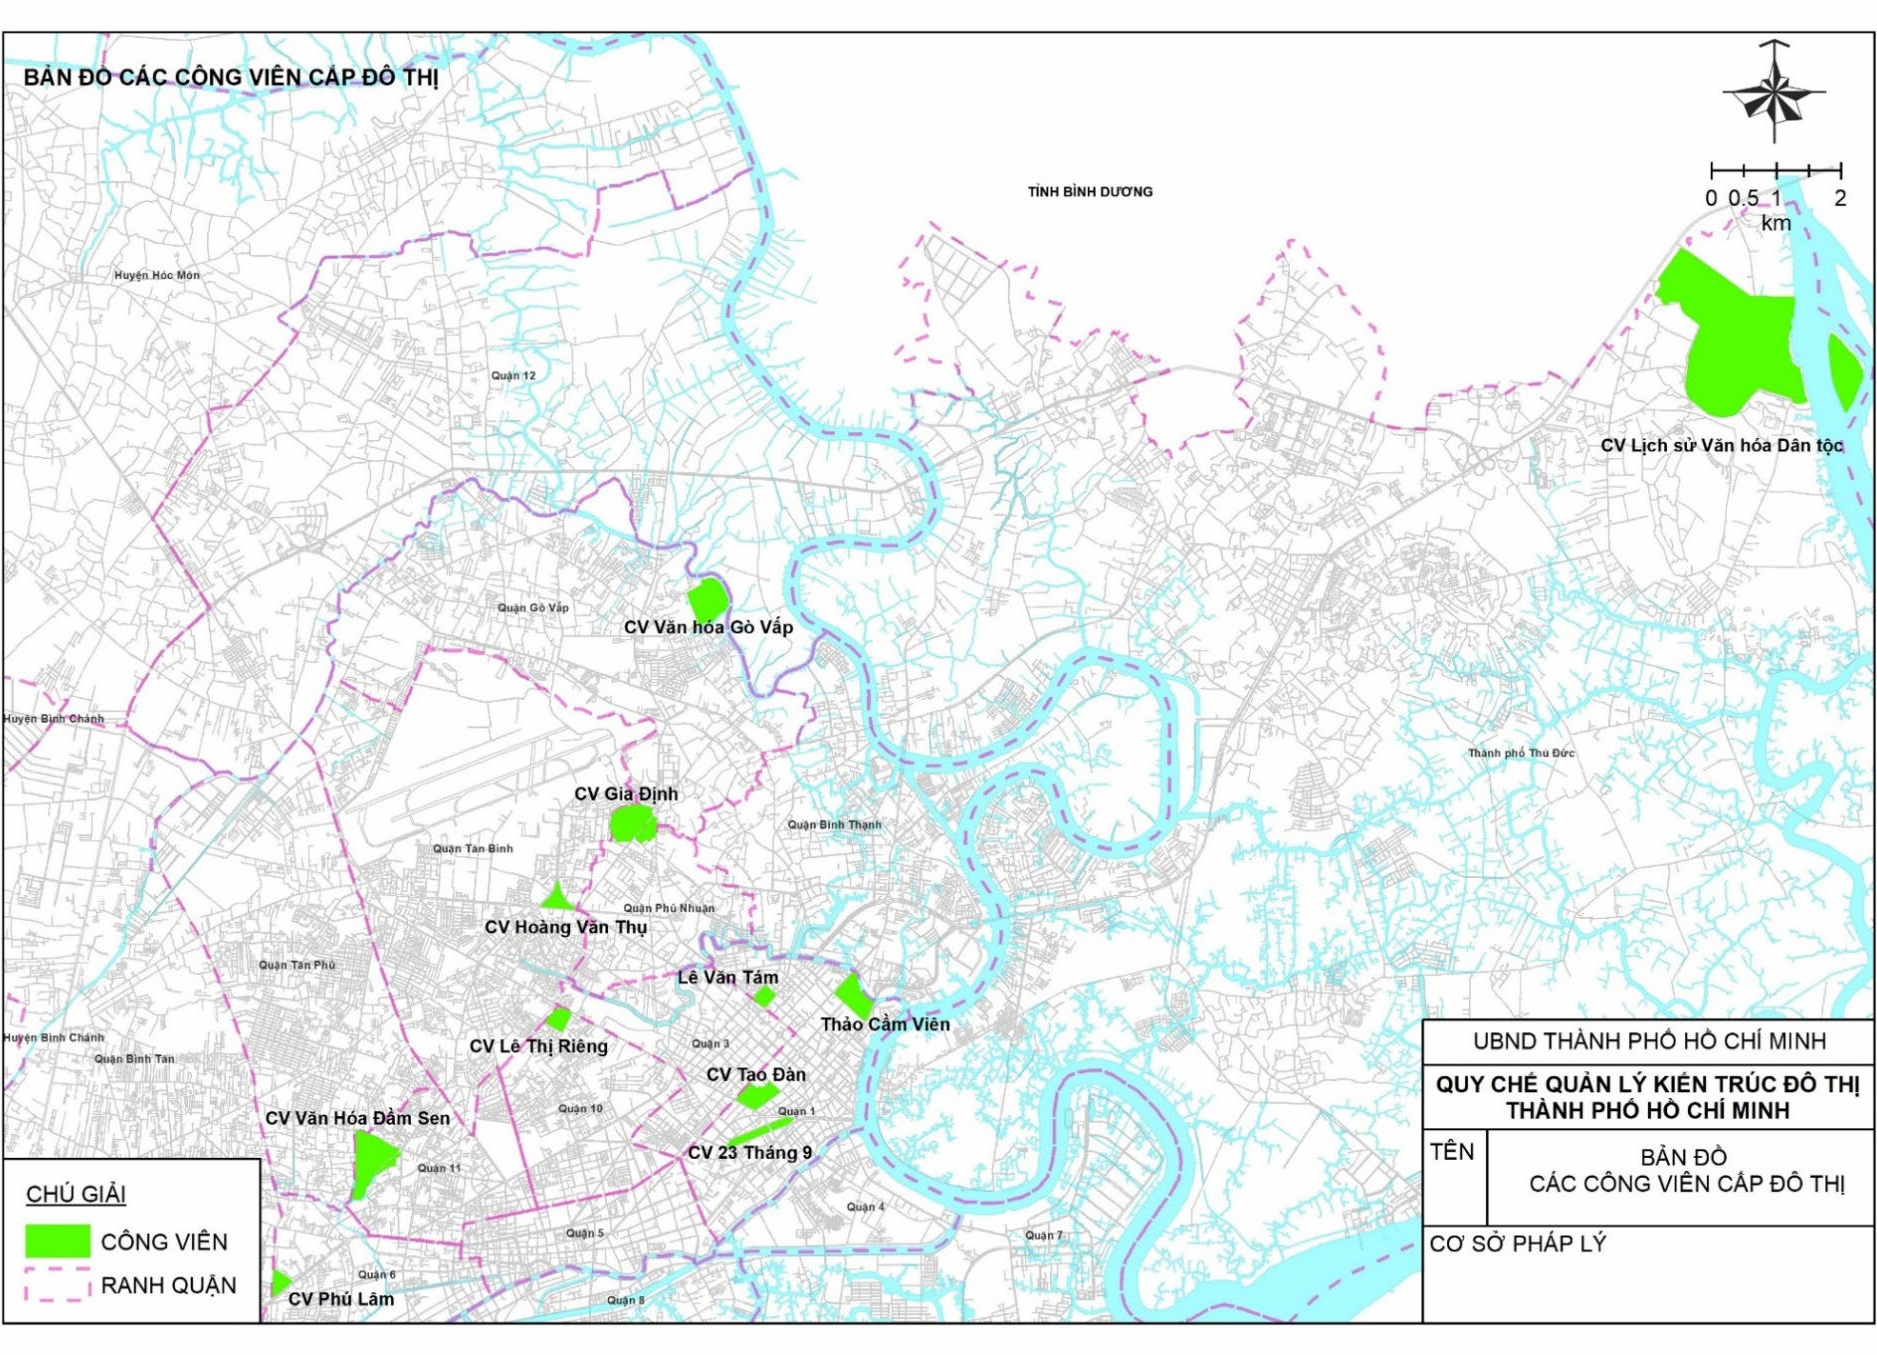 BẢN ĐỒ CÁC CÔNG VIÊN CẤP ĐÔ THỊ
TỈNH BÌNH DƯƠNG
0 0.5 1 2
km
Huyện Hóc Môn
Quận 12
CV Lịch sử Văn hóa Dân tộc
Quận Gò Vấp
CV Văn hóa Gò Vấp
Huyện Bình Chánh
Thành phố Thủ Đức
CV Gia Định
Quận Bình Thạnh
Quận Tân Bình
Quận Phú Nhuận
CV Hoàng Văn Thụ
Quận Tân Phú
Lê Văn Tám
Thảo Cầm Viên
Huyện Bình Chánh
Quận Bình Tân
CV Lê Thị Riêng
Quận 3
CV Tao Đàn
Quận 10
Quận 1
CV Văn Hóa Đầm Sen
CV 23 Tháng 9
Quận 11
Quận 4
Quận 5
Quận 7
Quận 6
CV Phú Lâm
Quận 8
CHÚ GIẢI
CÔNG VIÊN
RANH QUẬN
UBND THÀNH PHỐ HỒ CHÍ MINH
QUY CHẾ QUẢN LÝ KIẾN TRÚC ĐÔ THỊ
THÀNH PHỐ HỒ CHÍ MINH
TÊN
BẢN ĐỒ
CÁC CÔNG VIÊN CẤP ĐÔ THỊ
CƠ SỞ PHÁP LÝ